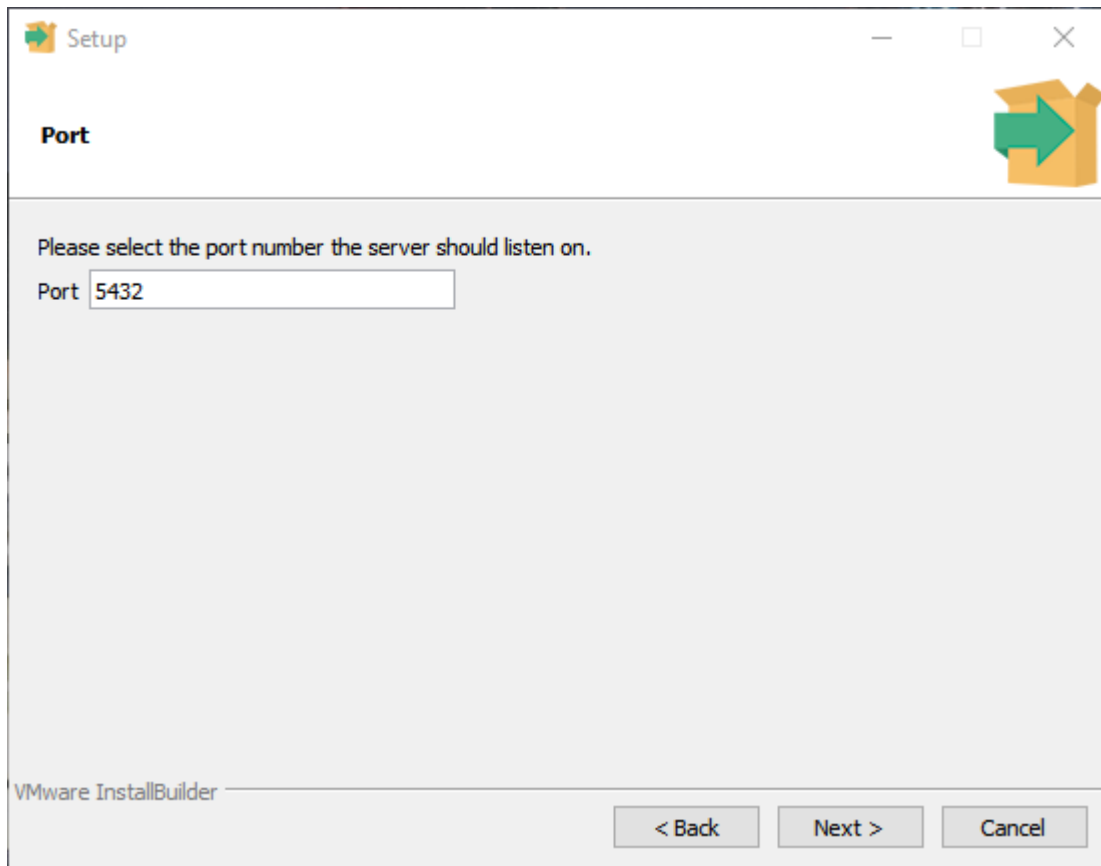 Setup
Port
Please select the port number the server should listen on.
Port 5432
VMware InstallBuilder
< Back Next > Cancel